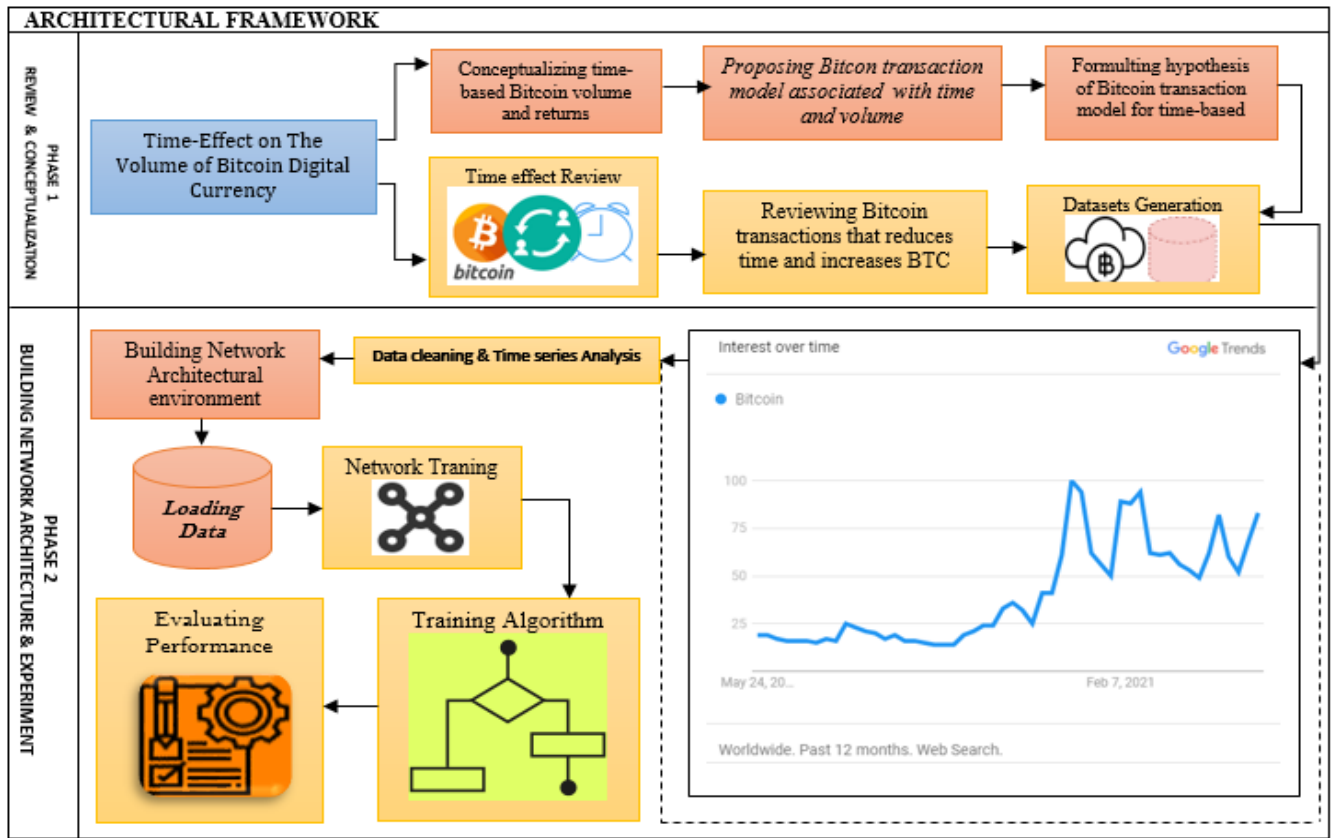 ARCHITECTURAL FRAMEWORK
PHASE 1
REVIEW & CONCEPTUALIZATION
Time-Effect on The
Volume of Bitcoin Digital
Currency
Conceptualizing time-
based Bitcoin volume
and returns
Proposing Bitcon transaction
model associated with time
and volume
Formulting hypothesis
of Bitcoin transaction
model for time-based
Time effect Review
bitcoin
Reviewing Bitcoin
transactions that reduces
time and increases BTC
Datasets Generation
PHASE 2
BUILDING NETWORK ARCHITECTURE & EXPERIMENT
Building Network
Architectural
environment
Data cleaning & Time series Analysis
Loading
Data
Network Traning
Evaluating
Performance
Training Algorithm
Interest over time
Google Trends
Bitcoin
100
75
50
25
May 24, 20...
Feb 7, 2021
Worldwide. Past 12 months. Web Search.